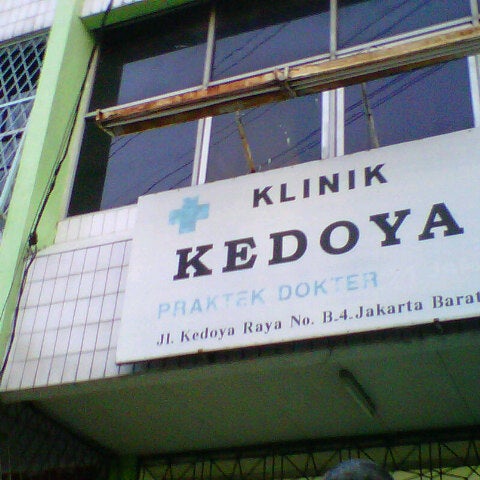 KLINIK
KEDOYA
PRAKTEK DOKTER
Jl. Kedoya Raya No. B-4. Jakarta Barat